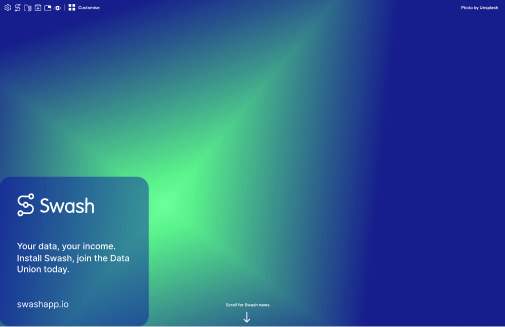 Customise
Photo by Unsplash
Swash
Your data, your income.
Install Swash, join the Data
Union today.
swashapp.io
Scroll for Swash news